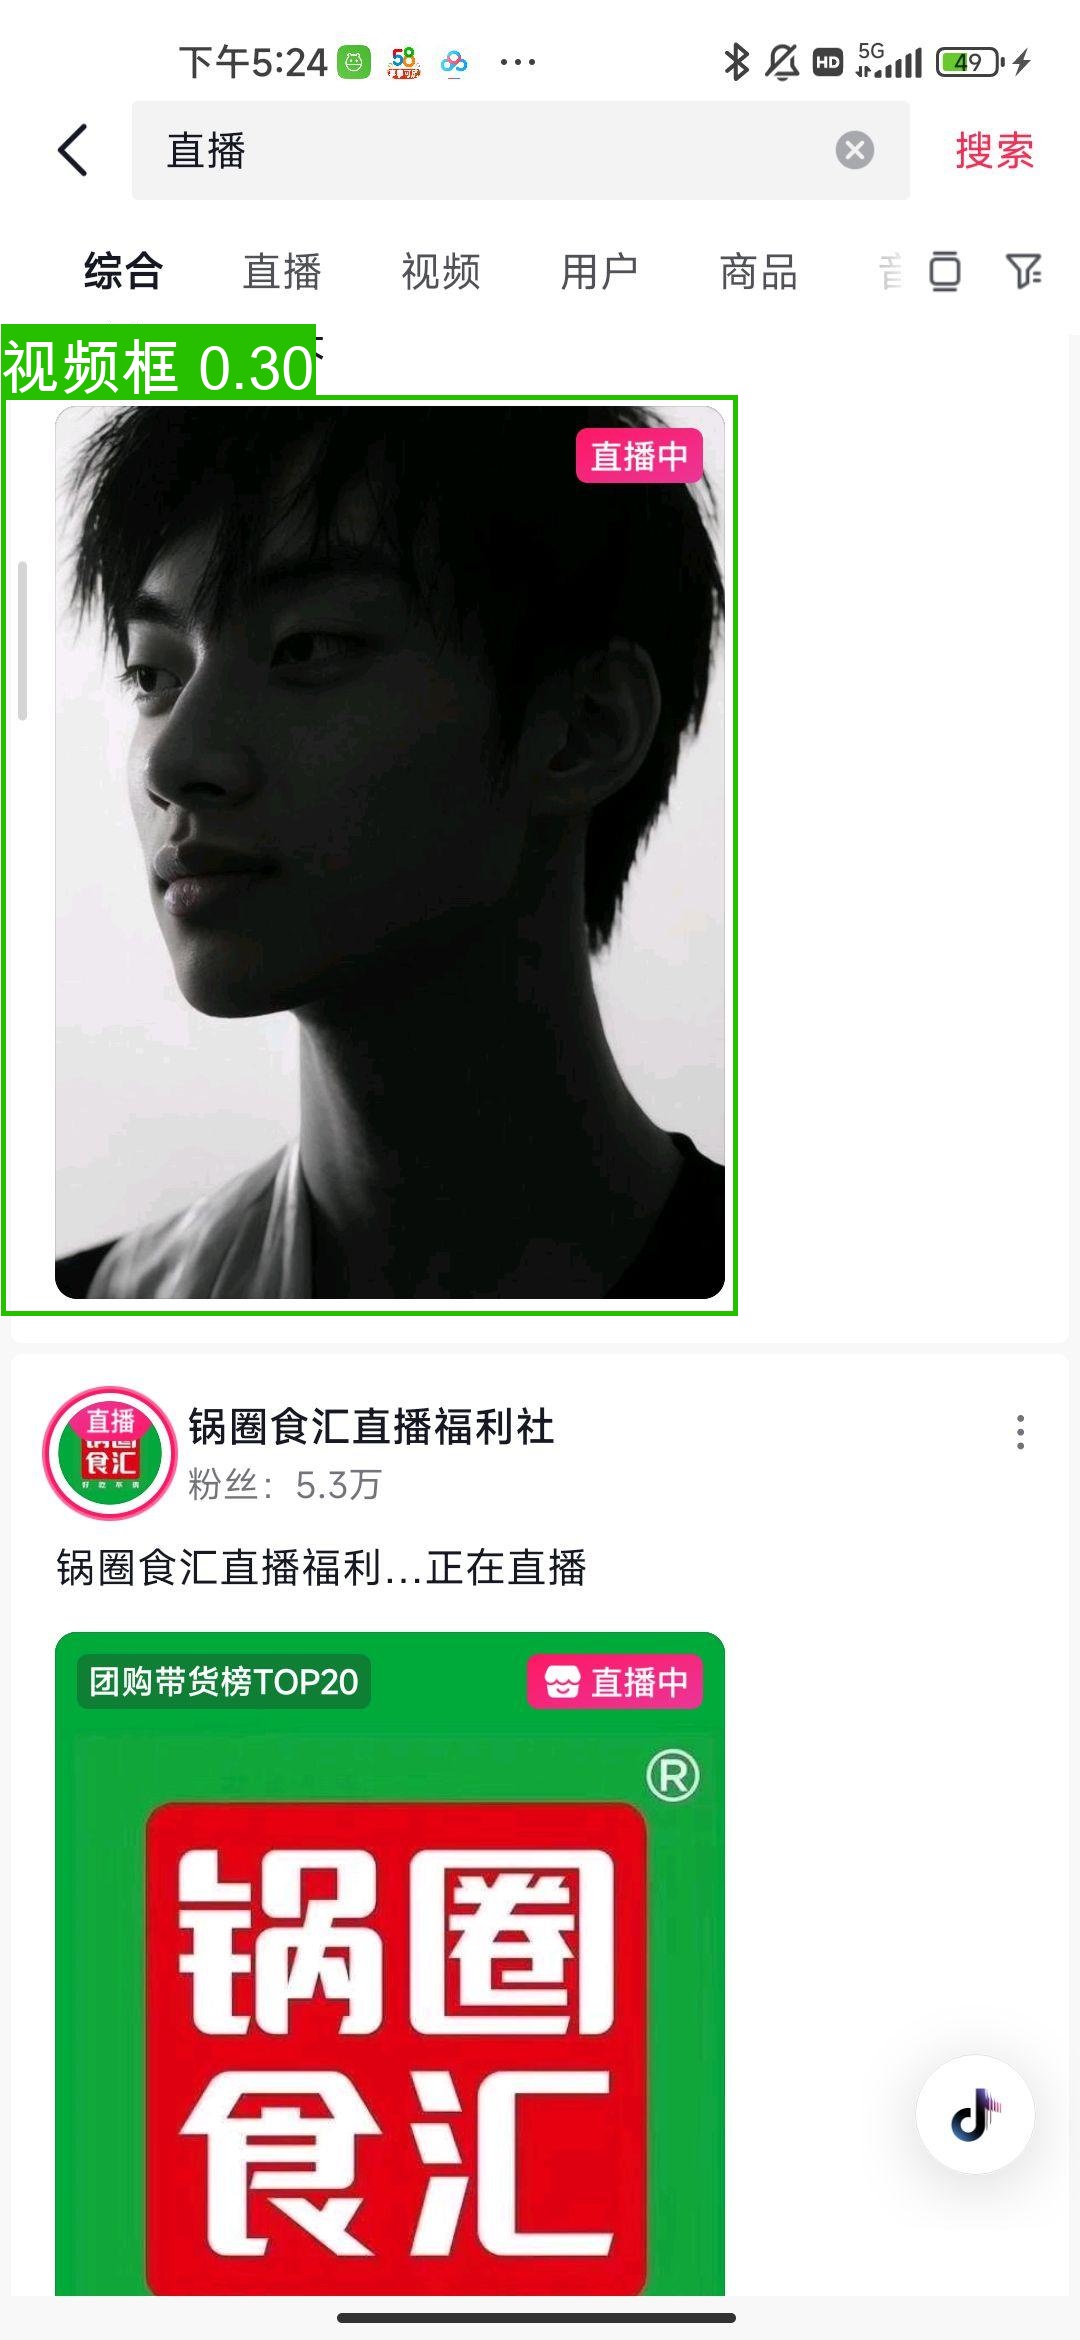 下午5:24
58
HD
5G
49
直播
搜索
综合 直播 视频 用户 商品
视频框 0.30
直播中
直播
锅圈
食汇
锅圈食汇直播福利社
粉丝：5.3万
锅圈食汇直播福利...正在直播
团购带货榜TOP20
直播中
®
锅圈
食汇